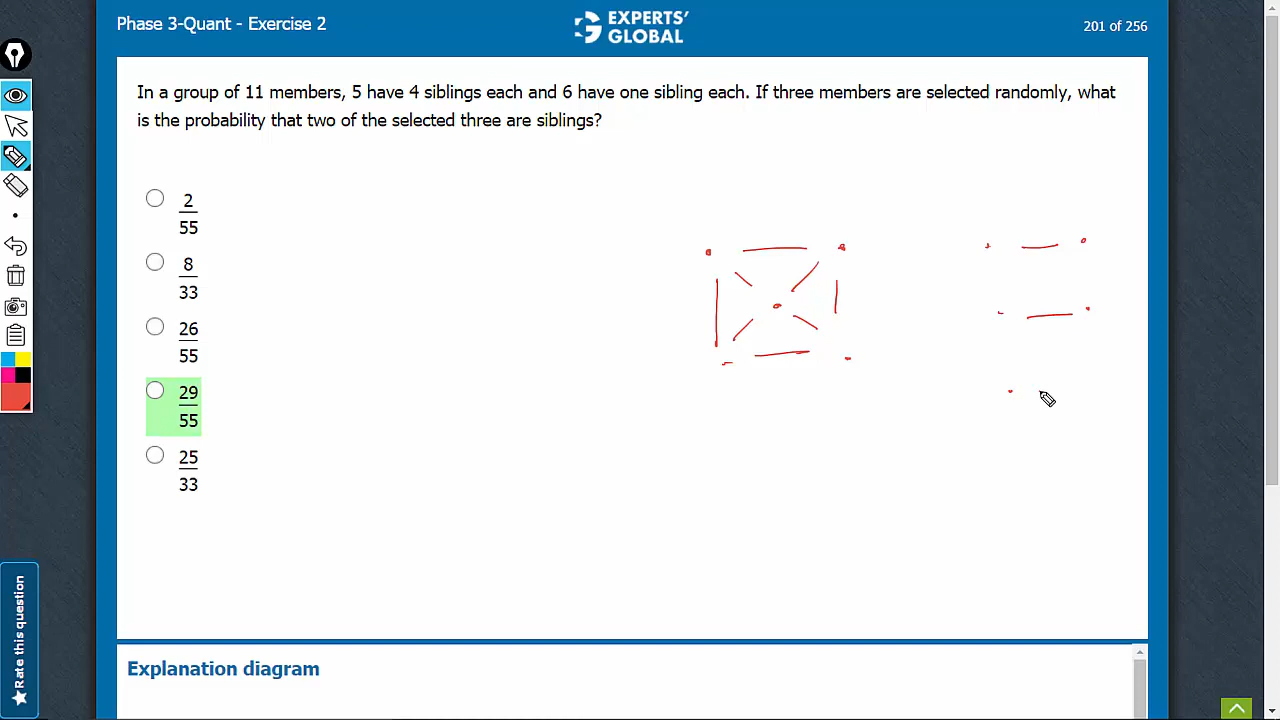 Phase 3-Quant - Exercise 2
EXPERTS’
GLOBAL
201 of 256
In a group of 11 members, 5 have 4 siblings each and 6 have one sibling each. If three members are selected randomly, what
is the probability that two of the selected three are siblings?
2
55
8
33
26
55
29
55
25
33
Rate this question
Explanation diagram